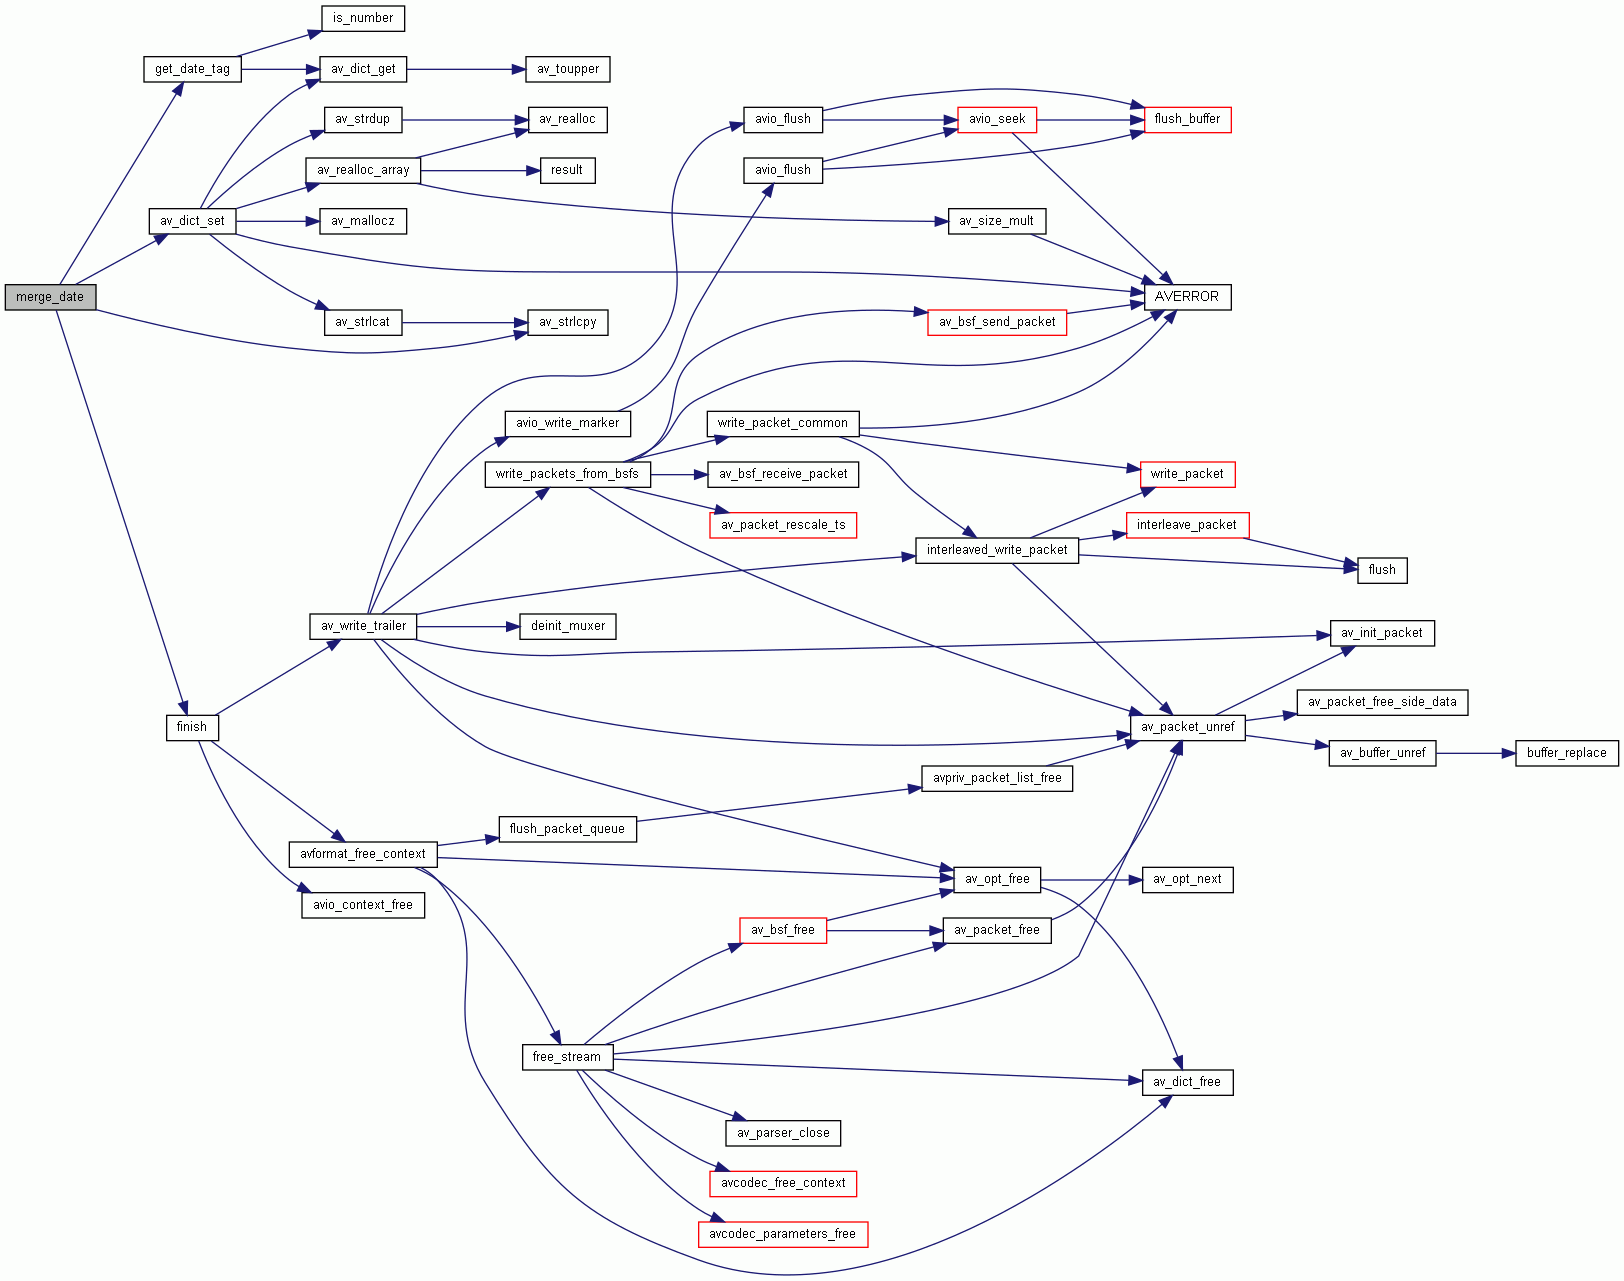 is_number
get_date_tag
av_dict_get
av_toupper
av_strdup
av_realloc
avio_flush
avio_seek
flush_buffer
av_realloc_array
result
avio_flush
av_dict_set
av_mallocz
av_size_mult
merge_date
AVERROR
av_strlcat
av_strlcpy
av_bsf_send_packet
avio_write_marker
write_packet_common
write_packets_from_bsfs
av_bsf_receive_packet
write_packet
av_packet_rescale_ts
interleave_packet
interleaved_write_packet
flush
av_write_trailer
deinit_muxer
av_init_packet
av_packet_free_side_data
finish
av_packet_unref
av_buffer_unref
buffer_replace
avpriv_packet_list_free
flush_packet_queue
avformat_free_context
av_opt_free
av_opt_next
avio_context_free
av_bsf_free
av_packet_free
free_stream
av_dict_free
av_parser_close
avcodec_free_context
avcodec_parameters_free